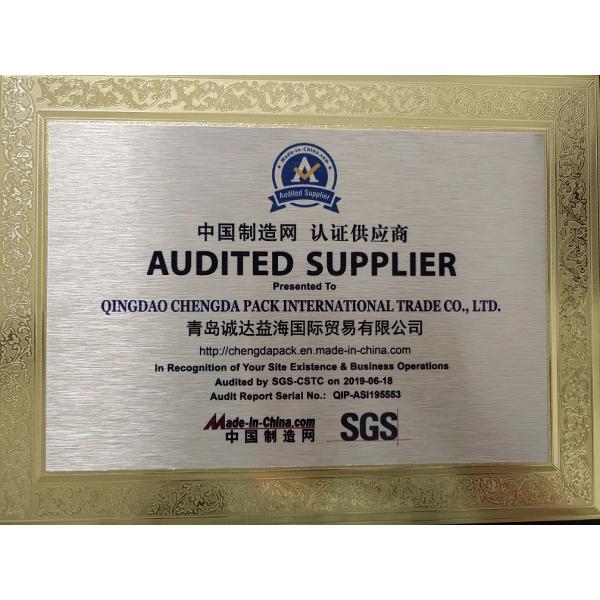 Made-in-China.com
Audited Supplier
中国制造网 认证供应商
AUDITED SUPPLIER
Presented To
QINGDAO CHENGDA PACK INTERNATIONAL TRADE CO., LTD.
青岛诚达益海国际贸易有限公司
http://chengdapack.en.made-in-china.com
In Recognition of Your Site Existence & Business Operations
Audited by SGS-CSTC on 2019-06-18
Audit Report Serial No.: QIP-ASI195553
Made-in-China.com
中国制造网
SGS